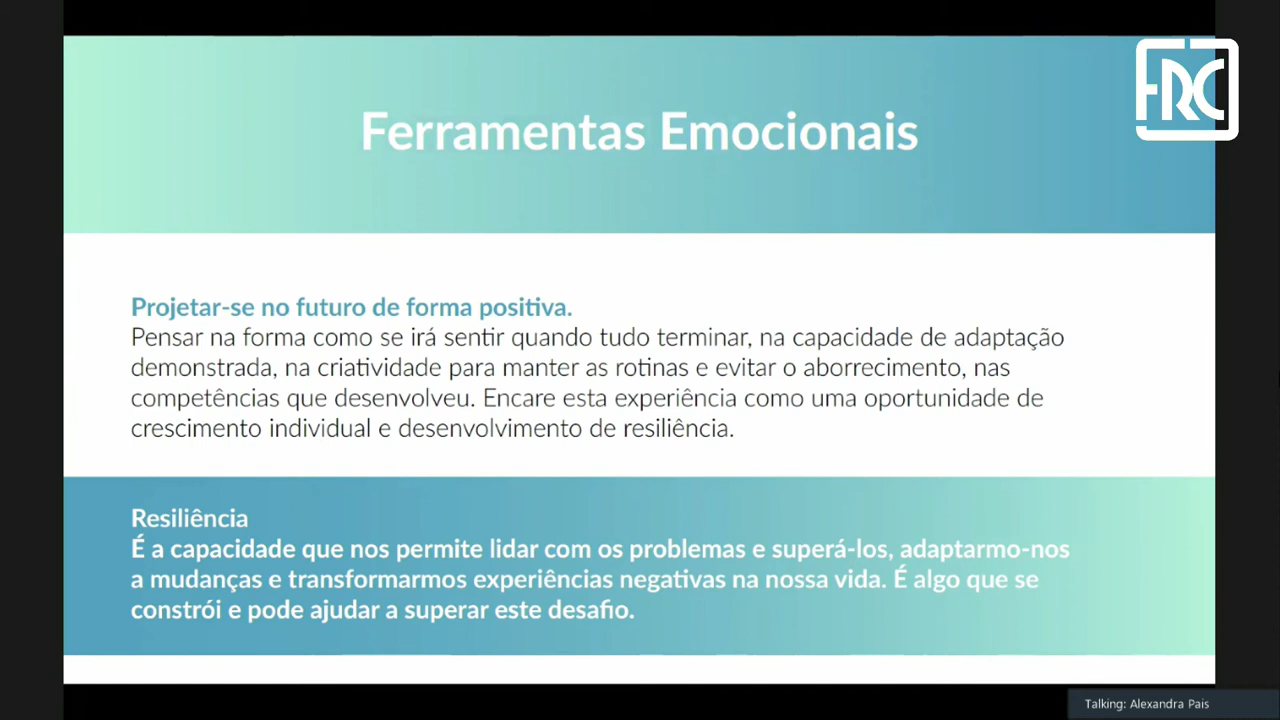 FRC
Ferramentas Emocionais
Projetar-se no futuro de forma positiva.
Pensar na forma como se irá sentir quando tudo terminar, na capacidade de adaptação
demonstrada, na criatividade para manter as rotinas e evitar o aborrecimento, nas
competências que desenvolveu. Encare esta experiência como uma oportunidade de
crescimento individual e desenvolvimento de resiliência.
Resiliência
É a capacidade que nos permite lidar com os problemas e superá-los, adaptarmo-nos
a mudanças e transformarmos experiências negativas na nossa vida. É algo que se
constrói e pode ajudar a superar este desafio.
Talking: Alexandra Pais